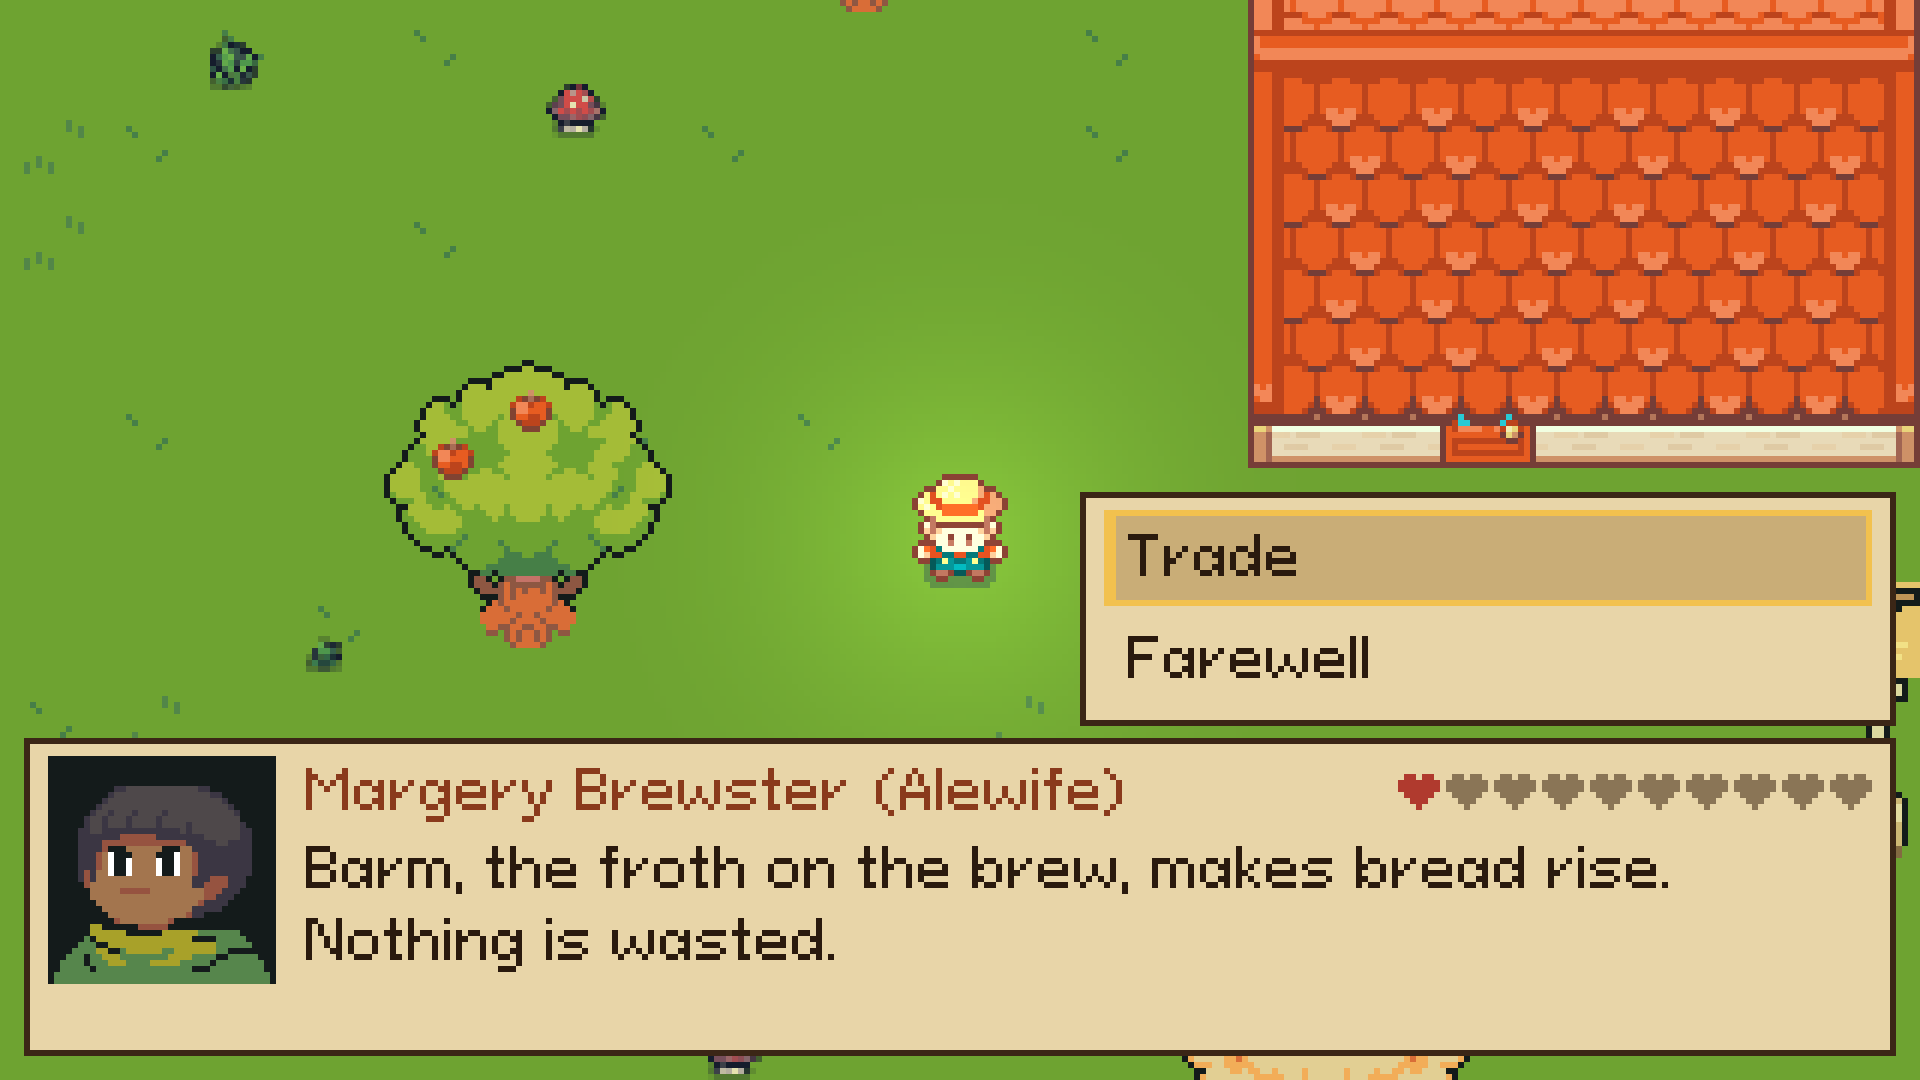 Trade
Farewell
Margery Brewster (Alewife)
Barm, the froth on the brew, makes bread rise.
Nothing is wasted.